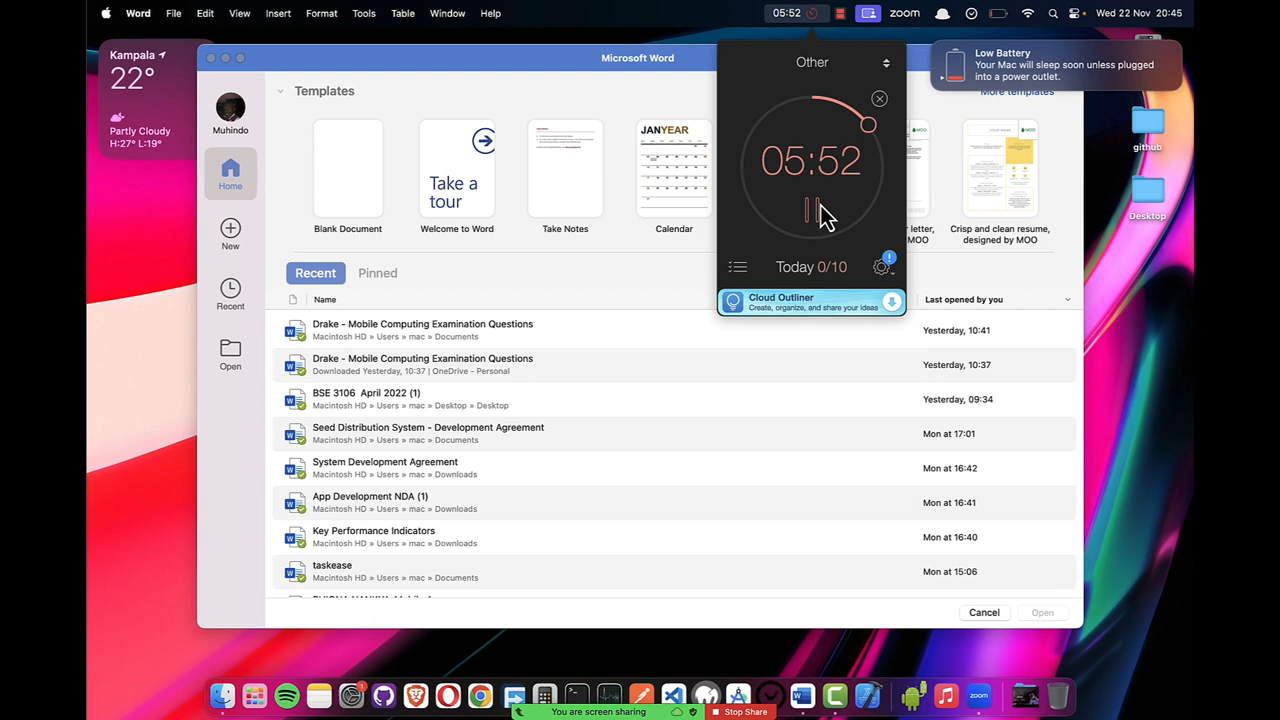 Word File Edit View Insert Format Tools Table Window Help 05:52 zoom Wed 22 Nov 20:45
Kampala
22°
Partly Cloudy
H:27° L:19°
Microsoft Word
Low Battery
Your Mac will sleep soon unless plugged
into a power outlet.
Muhindo
Home
New
Recent
Open
Templates
More templates
Take a
tour
JANYEAR
MOO
MOO
Blank Document
Welcome to Word
Take Notes
Calendar
letter,
by MOO
Crisp and clean resume,
designed by MOO
Other
05:52
Today 0/10
Cloud Outliner
Create, organize, and share your ideas
github
Desktop
Recent Pinned
Name Last opened by you
Drake - Mobile Computing Examination Questions
Macintosh HD » Users » mac » Documents
Yesterday, 10:41
Drake - Mobile Computing Examination Questions
Downloaded Yesterday, 10:37 | OneDrive - Personal
Yesterday, 10:37
BSE 3106 April 2022 (1)
Macintosh HD » Users » mac » Desktop » Desktop
Yesterday, 09:34
Seed Distribution System - Development Agreement
Macintosh HD » Users » mac » Documents
Mon at 17:01
System Development Agreement
Macintosh HD » Users » mac » Downloads
Mon at 16:42
App Development NDA (1)
Macintosh HD » Users » mac » Downloads
Mon at 16:41
Key Performance Indicators
Macintosh HD » Users » mac » Downloads
Mon at 16:40
taskease
Macintosh HD » Users » mac » Documents
Mon at 15:06
Cancel Open
zoom
You are screen sharing Stop Share